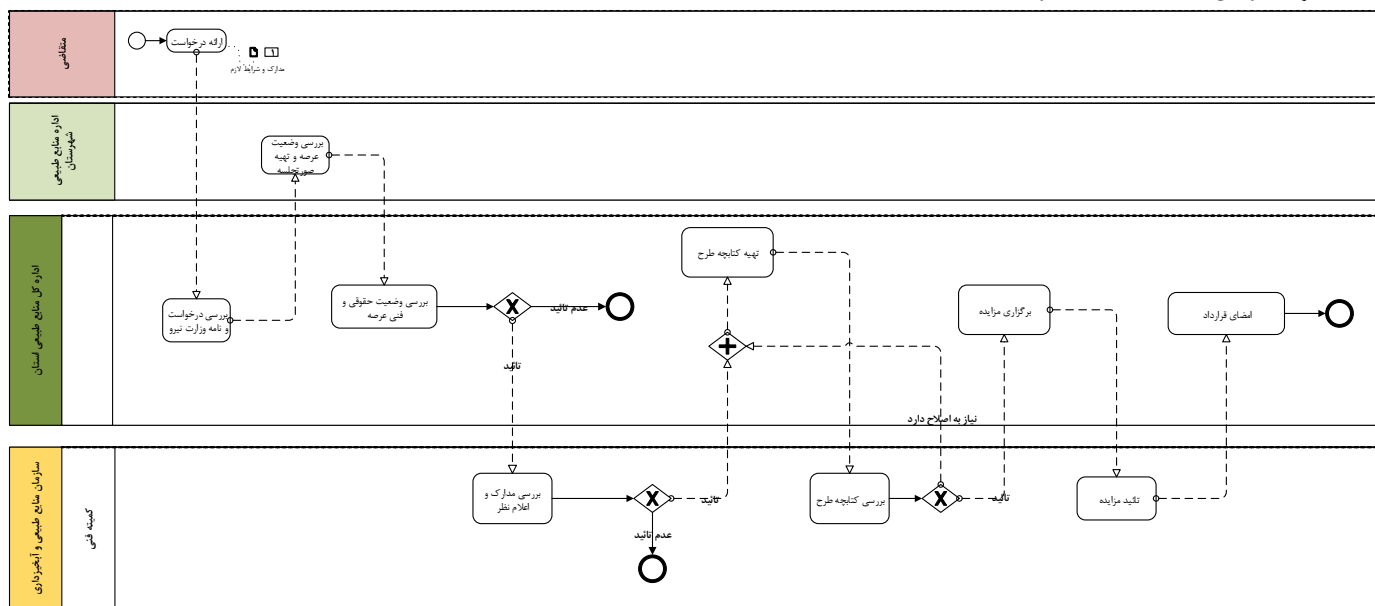 متقاضی
ارائه درخواست
۱
مدارک و شرایط لازم
اداره منابع طبیعی
شهرستان
بررسی وضعیت
عرصه و تهیه
صورتجلسه
اداره کل منابع طبیعی استان
بررسی درخواست
و نامه وزارت نیرو
بررسی وضعیت حقوقی و
فنی عرصه
عدم تائید
تائید
تهیه کتابچه طرح
نیاز به اصلاح دارد
برگزاری مزایده
امضای قرارداد
سازمان منابع طبیعی و آبخیزداری
کمیته فنی
بررسی مدارک و
اعلام نظر
تائید
عدم تائید
بررسی کتابچه طرح
تائید
تائید مزایده